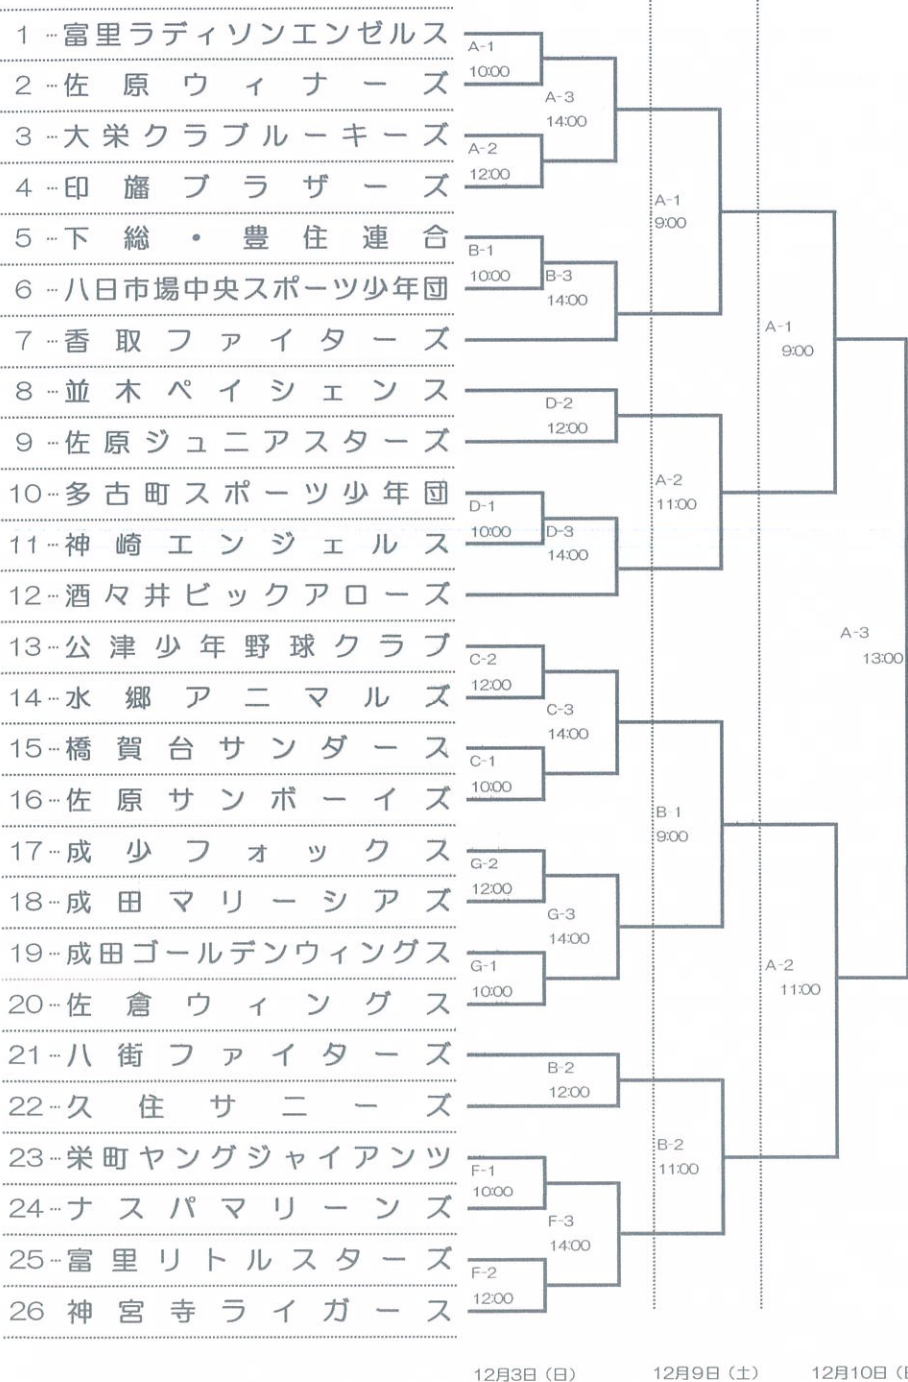 1…富里ラディソンエンゼルス
2…佐原ウィナーズ
3…大栄クラブルーキーズ
4…印旛ブラザーズ
5…下総・豊住連合
6…八日市場中央スポーツ少年団
7…香取ファイターズ
8…並木ペイシェンス
9…佐原ジュニアスターズ
10…多古町スポーツ少年団
11…神崎エンジェルス
12…酒々井ビックアローズ
13…公津少年野球クラブ
14…水郷アニマルズ
15…橋賀台サンダース
16…佐原サンボーイズ
17…成少フォックス
18…成田マリーシアズ
19…成田ゴールデンウィングス
20…佐倉ウィングス
21…八街ファイターズ
22…久住サニーズ
23…栄町ヤングジャイアンツ
24…ナスパマリーンズ
25…富里リトルスターズ
26 神宮寺ライガース
A-1
10:00
A-2
12:00
B-1
10:00
D-1
10:00
C-2
12:00
C-1
10:00
G-2
12:00
G-1
10:00
F-1
10:00
F-2
12:00
A-3
14:00
B-3
14:00
D-2
12:00
D-3
14:00
C-3
14:00
G-3
14:00
B-2
12:00
F-3
14:00
A-1
9:00
A-2
11:00
B-1
9:00
B-2
11:00
A-1
9:00
A-2
11:00
A-3
13:00
12月3日（日）
12月9日（土）
12月10日（